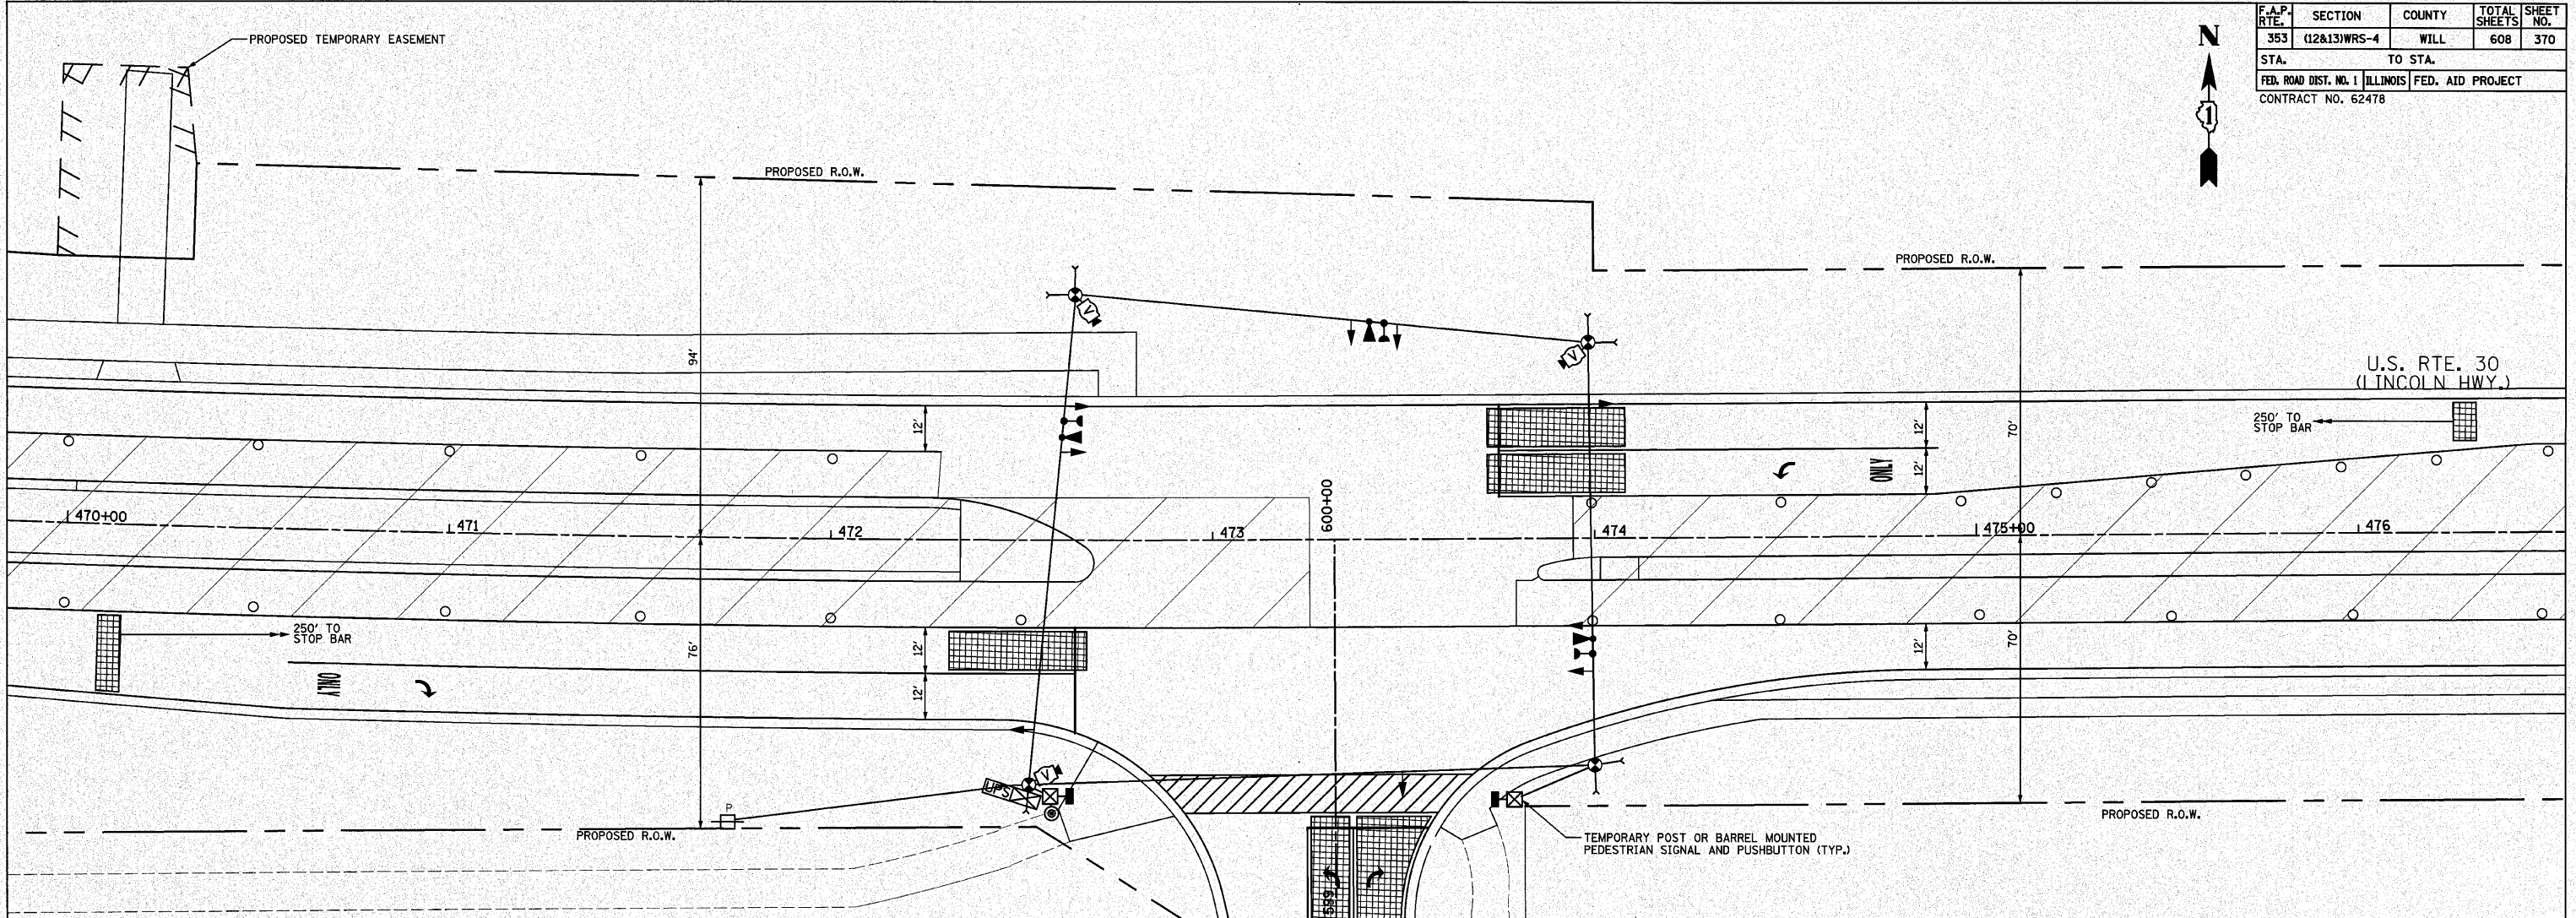 F.A.P. RTE. SECTION COUNTY TOTAL SHEETS SHEET NO.
353 (12&13)WRS-4 WILL 608 370
STA. TO STA.
FED. ROAD DIST. NO. 1 ILLINOIS FED. AID PROJECT
CONTRACT NO. 62478
N
1
PROPOSED TEMPORARY EASEMENT
PROPOSED R.O.W.
PROPOSED R.O.W.
V
V
94'
U.S. RTE. 30
(LINCOLN HWY.)
12'
12'
70'
250' TO
STOP BAR
12'
ONLY
600+00
470+00
471
472
473
474
475+00
476
250' TO
STOP BAR
76'
12'
12'
70'
ONLY
12'
V
UPS
P
PROPOSED R.O.W.
PROPOSED R.O.W.
TEMPORARY POST OR BARREL MOUNTED
PEDESTRIAN SIGNAL AND PUSHBUTTON (TYP.)
599